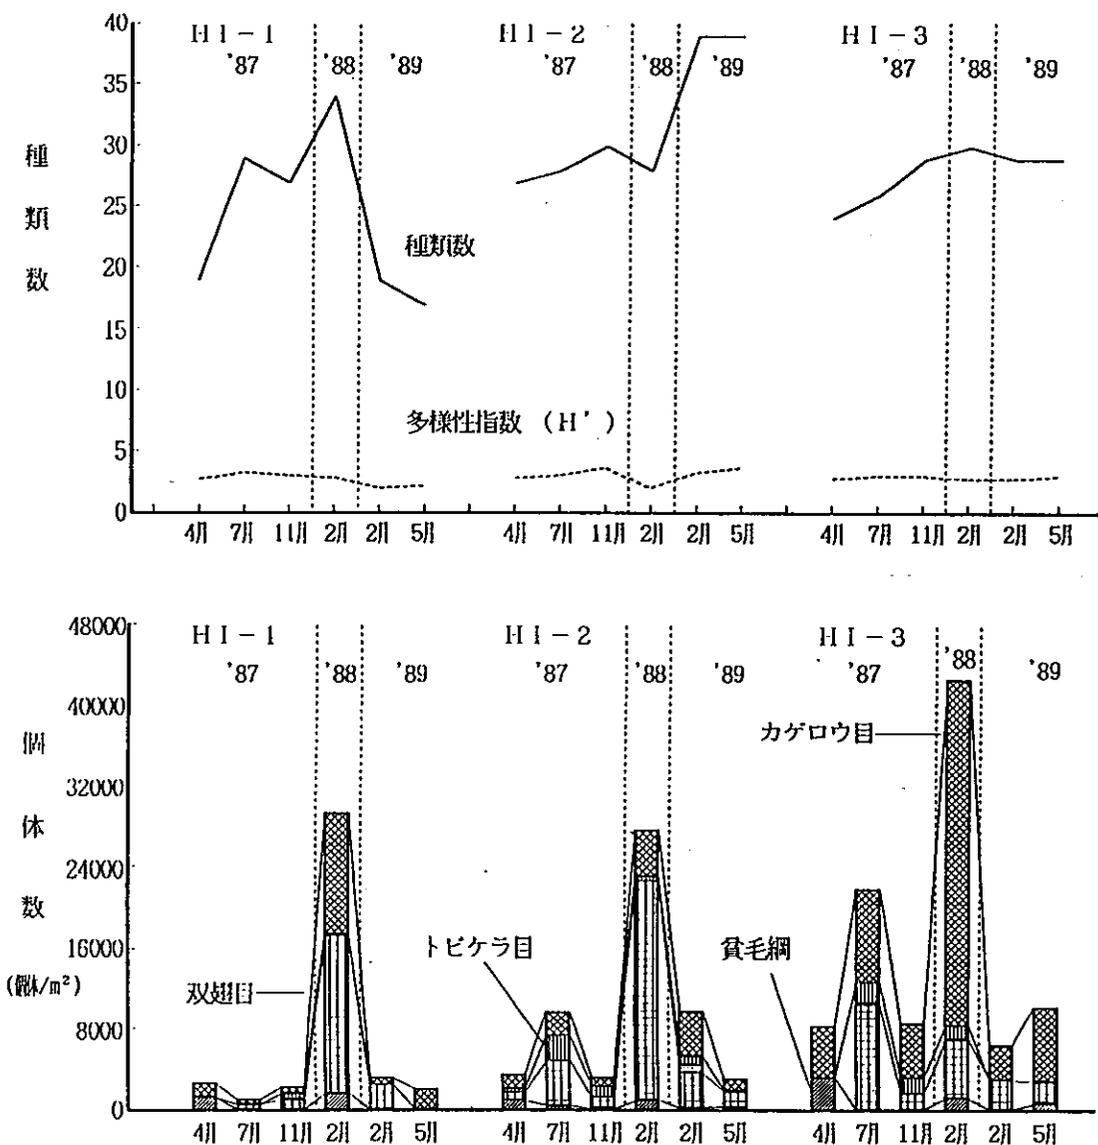 40 HI-1 HI-2 HI-3
'87 '88 '89 '87 '88 '89 '87 '88 '89
35
30
25
20
15
10
5
0
種類数
種類数
多様性指数 (H')
4月 7月 11月 2月 2月 5月 4月 7月 11月 2月 2月 5月 4月 7月 11月 2月 2月 5月
48000 HI-1 HI-2 HI-3
'87 '88 '89 '87 '88 '89 '87 '88 '89
40000
32000
24000
16000
8000
0
個体数
(個体/m²)
カゲロウ目
トビケラ目
貧毛綱
双翅目
4月 7月 11月 2月 2月 5月 4月 7月 11月 2月 2月 5月 4月 7月 11月 2月 2月 5月